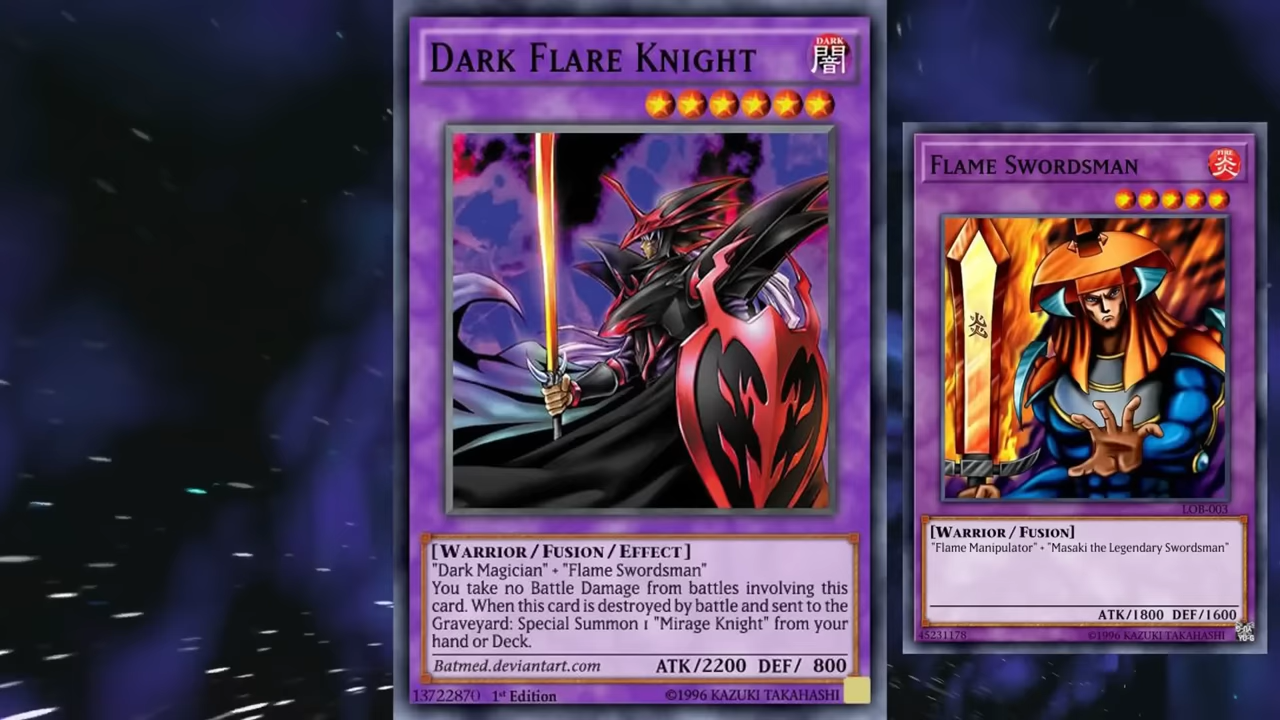 DARK FLARE KNIGHT
DARK
闇
[WARRIOR / FUSION / EFFECT]
"Dark Magician" + "Flame Swordsman"
You take no Battle Damage from battles involving this
card. When this card is destroyed by battle and sent to the
Graveyard: Special Summon 1 "Mirage Knight" from your
hand or Deck.
Batmed.deviantart.com ATK/2200 DEF/ 800
13722870 1st Edition ©1996 KAZUKI TAKAHASHI
FLAME SWORDSMAN
FIRE
炎
炎
LOB-003
[WARRIOR / FUSION]
"Flame Manipulator" + "Masaki the Legendary Swordsman"
ATK/1800 DEF/1600
45231178 ©1996 KAZUKI TAKAHASHI